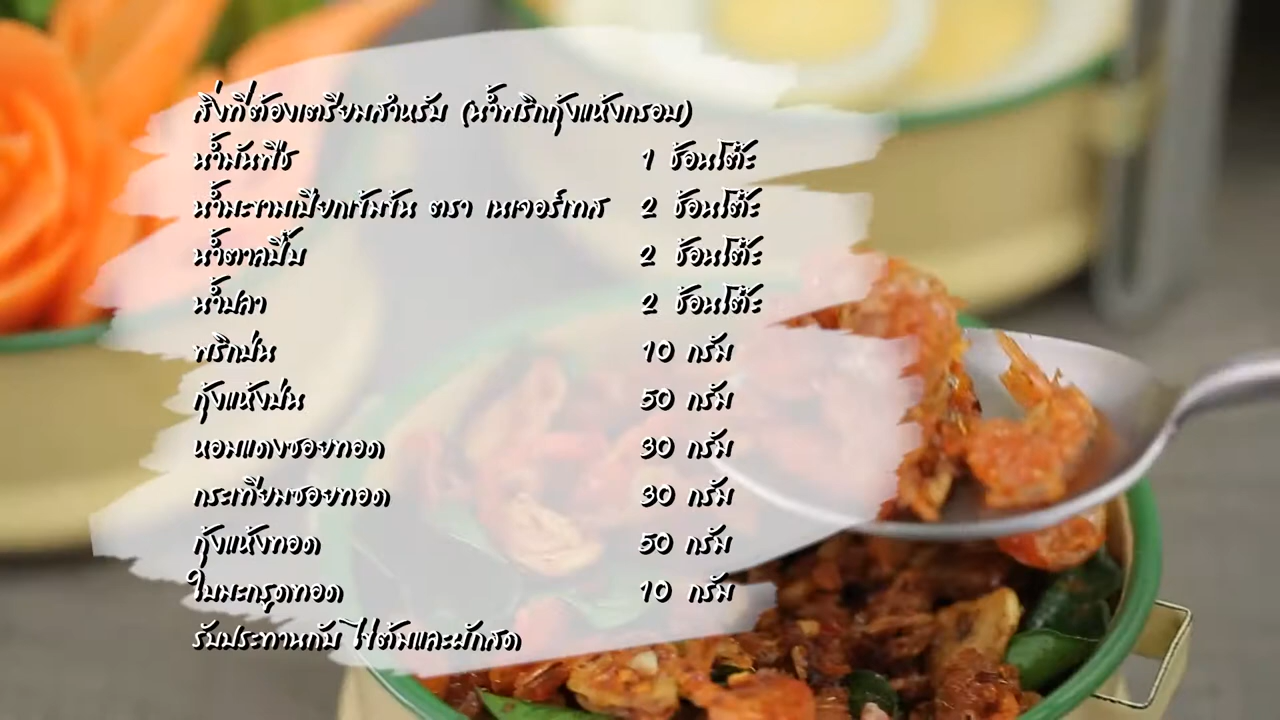 สิ่งที่ต้องเตรียมสำหรับ (น้ำพริกกุ้งแห้งกรอบ)
น้ำมันพืช 1 ช้อนโต๊ะ
น้ำมะขามเปียกเข้มข้น ตรา เนเจอร์เทส 2 ช้อนโต๊ะ
น้ำตาลปี๊บ 2 ช้อนโต๊ะ
น้ำปลา 2 ช้อนโต๊ะ
พริกป่น 10 กรัม
กุ้งแห้งป่น 50 กรัม
หอมแดงซอยทอด 30 กรัม
กระเทียมซอยทอด 30 กรัม
กุ้งแห้งทอด 50 กรัม
ใบมะกรูดทอด 10 กรัม
รับประทานกับ ไข่ต้มและผักสด